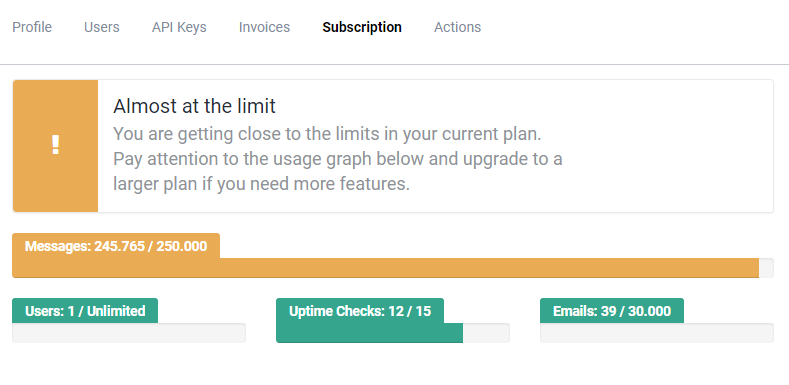 Profile Users API Keys Invoices Subscription Actions
!
Almost at the limit
You are getting close to the limits in your current plan.
Pay attention to the usage graph below and upgrade to a
larger plan if you need more features.
Messages: 245.765 / 250.000
Users: 1 / Unlimited Uptime Checks: 12 / 15 Emails: 39 / 30.000